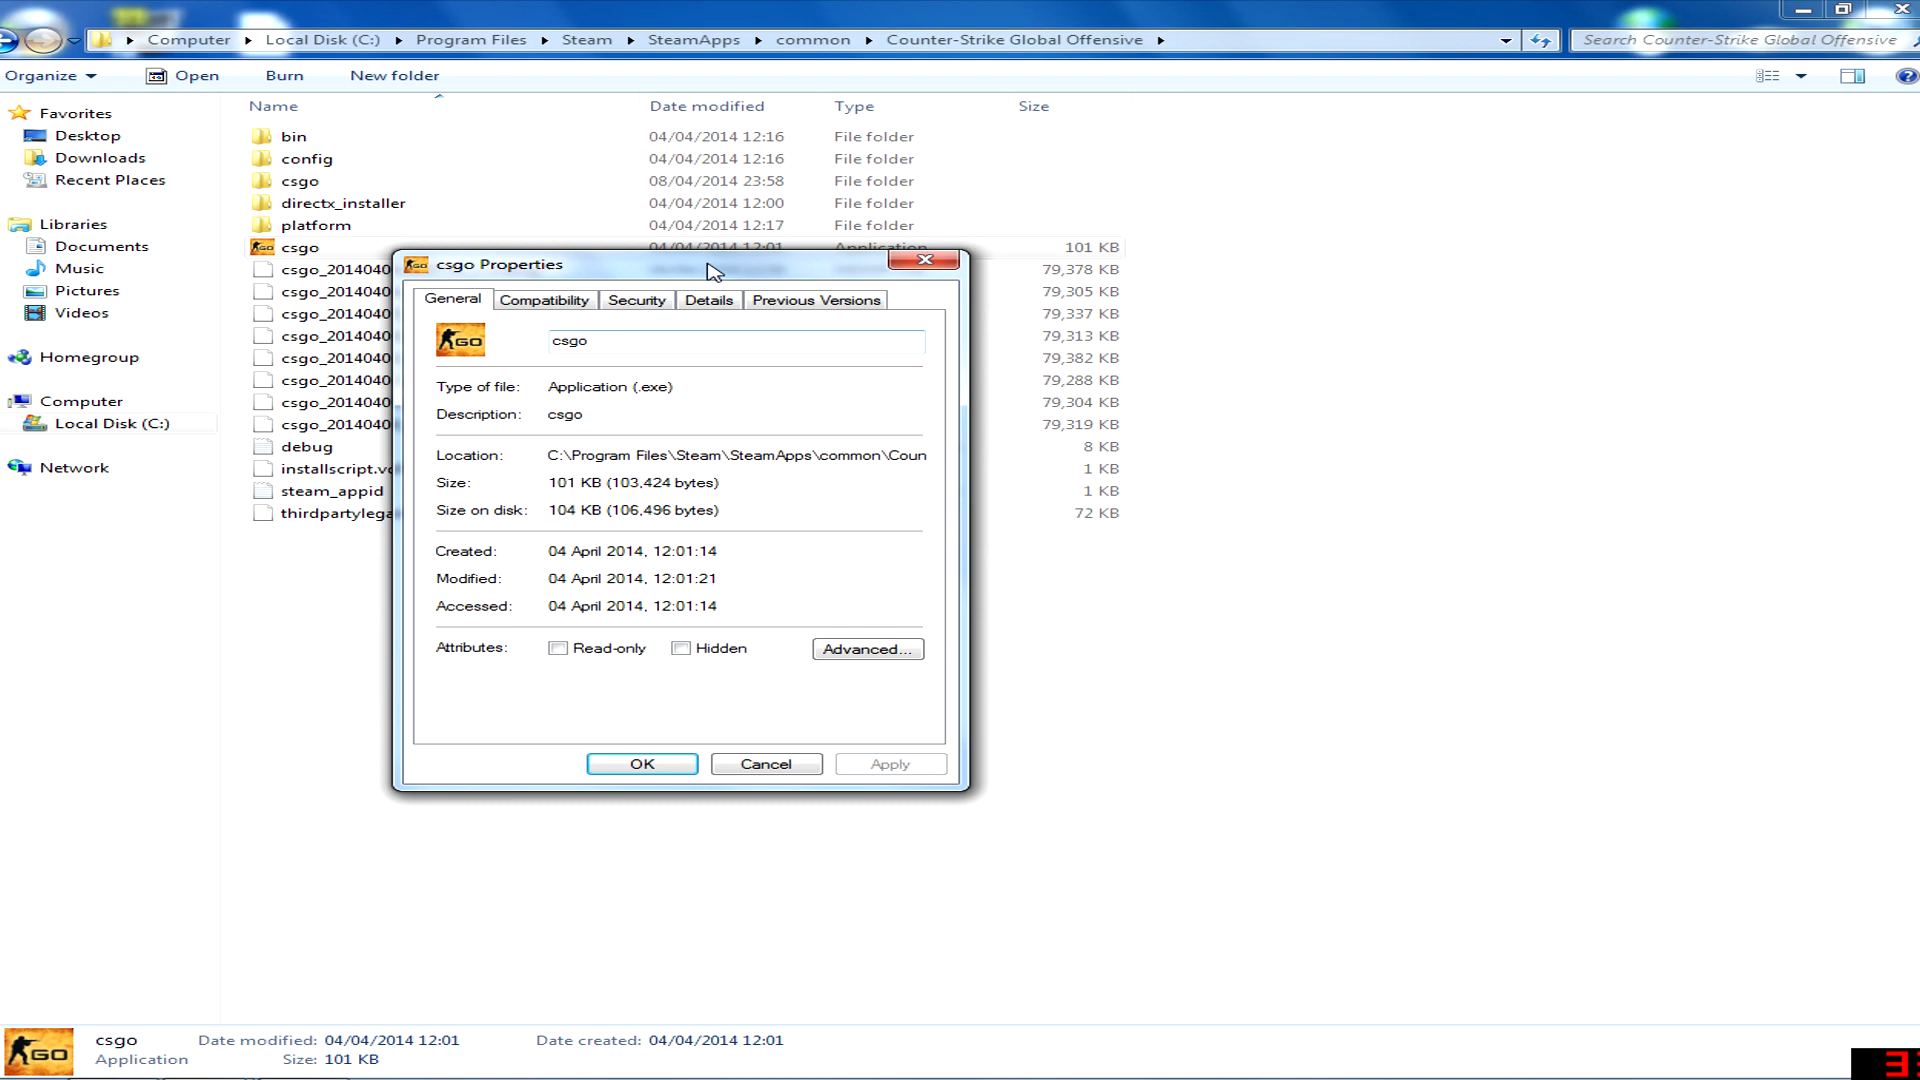 Computer Local Disk (C:) Program Files Steam SteamApps common Counter-Strike Global Offensive
Search Counter-Strike Global Offensive
Organize Open Burn New folder
Name Date modified Type Size
Favorites
Desktop
Downloads
Recent Places
Libraries
Documents
Music
Pictures
Videos
Homegroup
Computer
Local Disk (C:)
Network
bin 04/04/2014 12:16 File folder
config 04/04/2014 12:16 File folder
csgo 08/04/2014 23:58 File folder
directx_installer 04/04/2014 12:00 File folder
platform 04/04/2014 12:17 File folder
csgo 04/04/2014 12:01 Application 101 KB
csgo_2014040 79,378 KB
csgo_2014040 79,305 KB
csgo_2014040 79,337 KB
csgo_2014040 79,313 KB
csgo_2014040 79,382 KB
csgo_2014040 79,288 KB
csgo_2014040 79,304 KB
csgo_2014040 79,319 KB
debug 8 KB
installscript.v 1 KB
steam_appid 1 KB
thirdpartylega 72 KB
csgo Properties
General Compatibility Security Details Previous Versions
GO csgo
Type of file: Application (.exe)
Description: csgo
Location: C:\Program Files\Steam\SteamApps\common\Coun
Size: 101 KB (103,424 bytes)
Size on disk: 104 KB (106,496 bytes)
Created: 04 April 2014, 12:01:14
Modified: 04 April 2014, 12:01:21
Accessed: 04 April 2014, 12:01:14
Attributes: Read-only Hidden Advanced...
OK Cancel Apply
GO csgo Date modified: 04/04/2014 12:01 Date created: 04/04/2014 12:01
Application Size: 101 KB